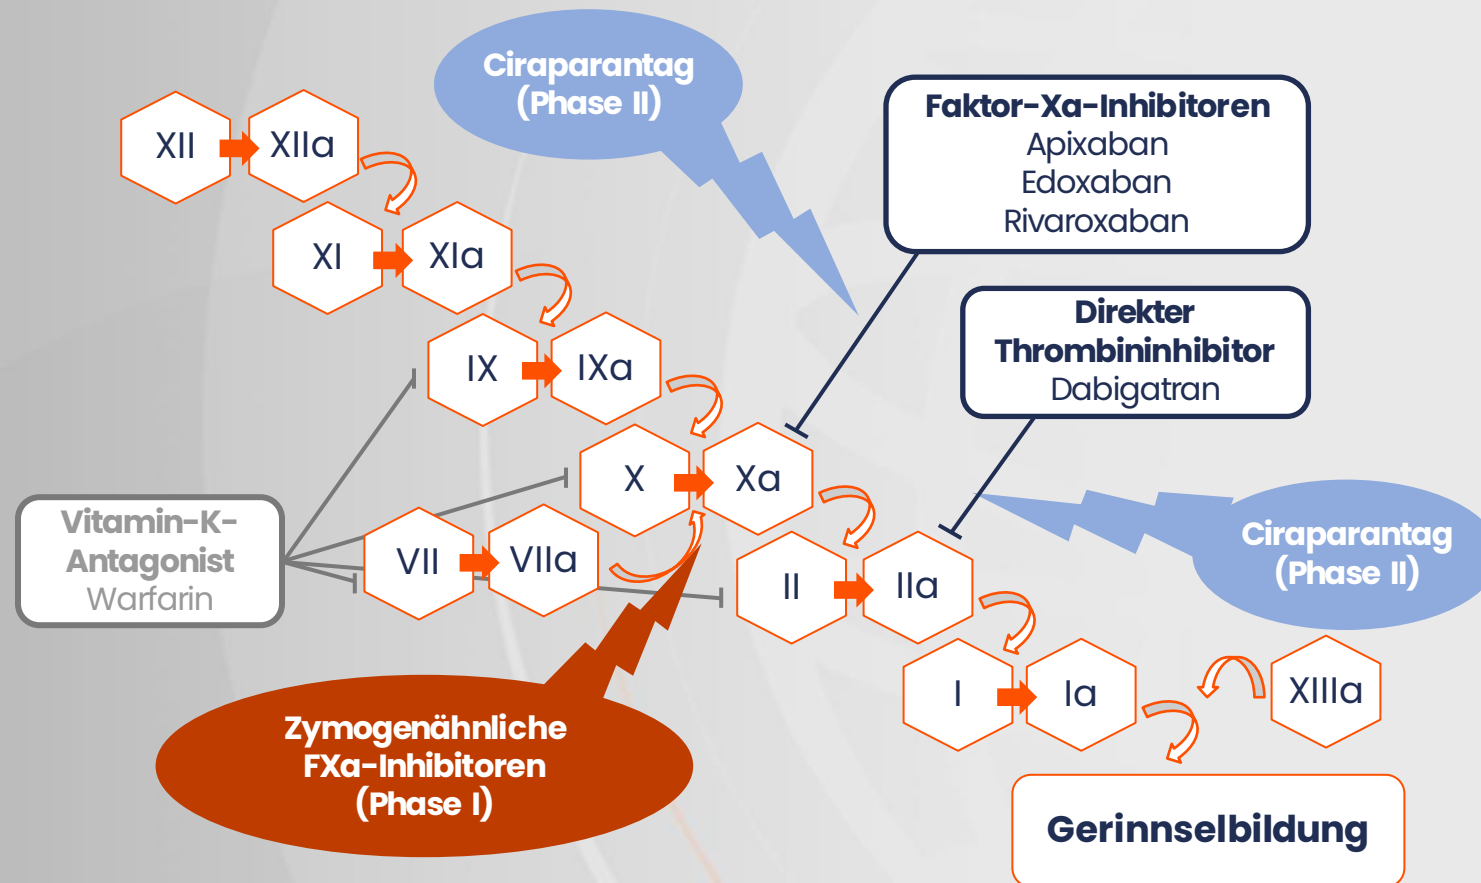 Ciraparantag
(Phase II)
Faktor-Xa-Inhibitoren
Apixaban
Edoxaban
Rivaroxaban
XII
XIIa
XI
XIa
Direkter
Thrombininhibitor
Dabigatran
IX
IXa
X
Xa
Vitamin-K-
Antagonist
Warfarin
VII
VIIa
Ciraparantag
(Phase II)
II
IIa
I
Ia
XIIIa
Zymogenähnliche
FXa-Inhibitoren
(Phase I)
Gerinnselbildung